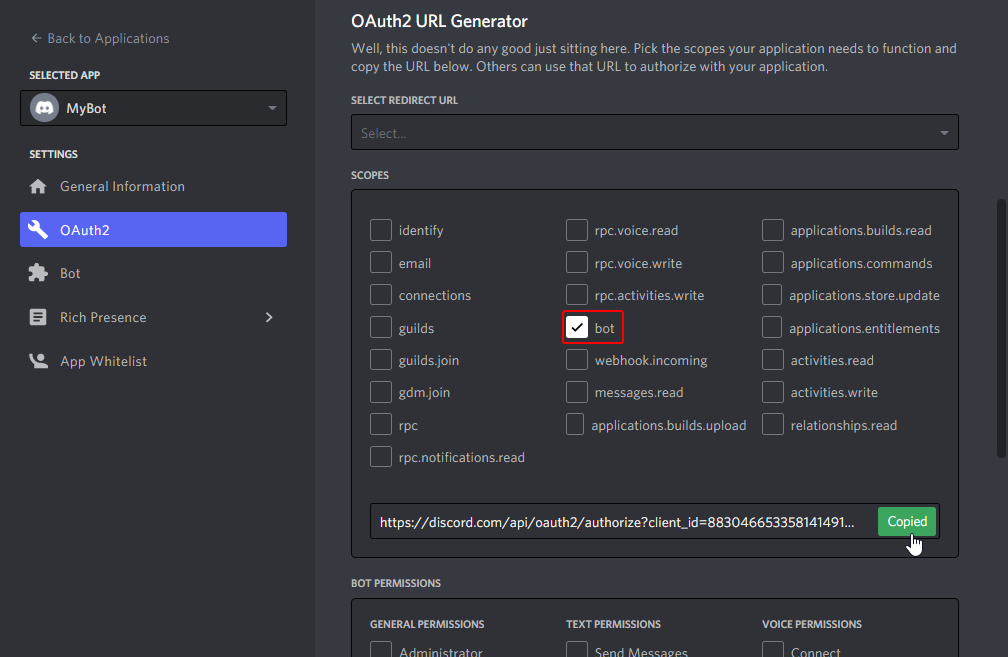 ← Back to Applications
SELECTED APP
MyBot
SETTINGS
General Information
OAuth2
Bot
Rich Presence
App Whitelist
OAuth2 URL Generator
Well, this doesn't do any good just sitting here. Pick the scopes your application needs to function and
copy the URL below. Others can use that URL to authorize with your application.
SELECT REDIRECT URL
Select...
SCOPES
identify rpc.voice.read applications.builds.read
email rpc.voice.write applications.commands
connections rpc.activities.write applications.store.update
guilds bot applications.entitlements
guilds.join webhook.incoming activities.read
gdm.join messages.read activities.write
rpc applications.builds.upload relationships.read
rpc.notifications.read
https://discord.com/api/oauth2/authorize?client_id=883046653358141491... Copied
BOT PERMISSIONS
GENERAL PERMISSIONS TEXT PERMISSIONS VOICE PERMISSIONS
Administrator Send Messages Connect